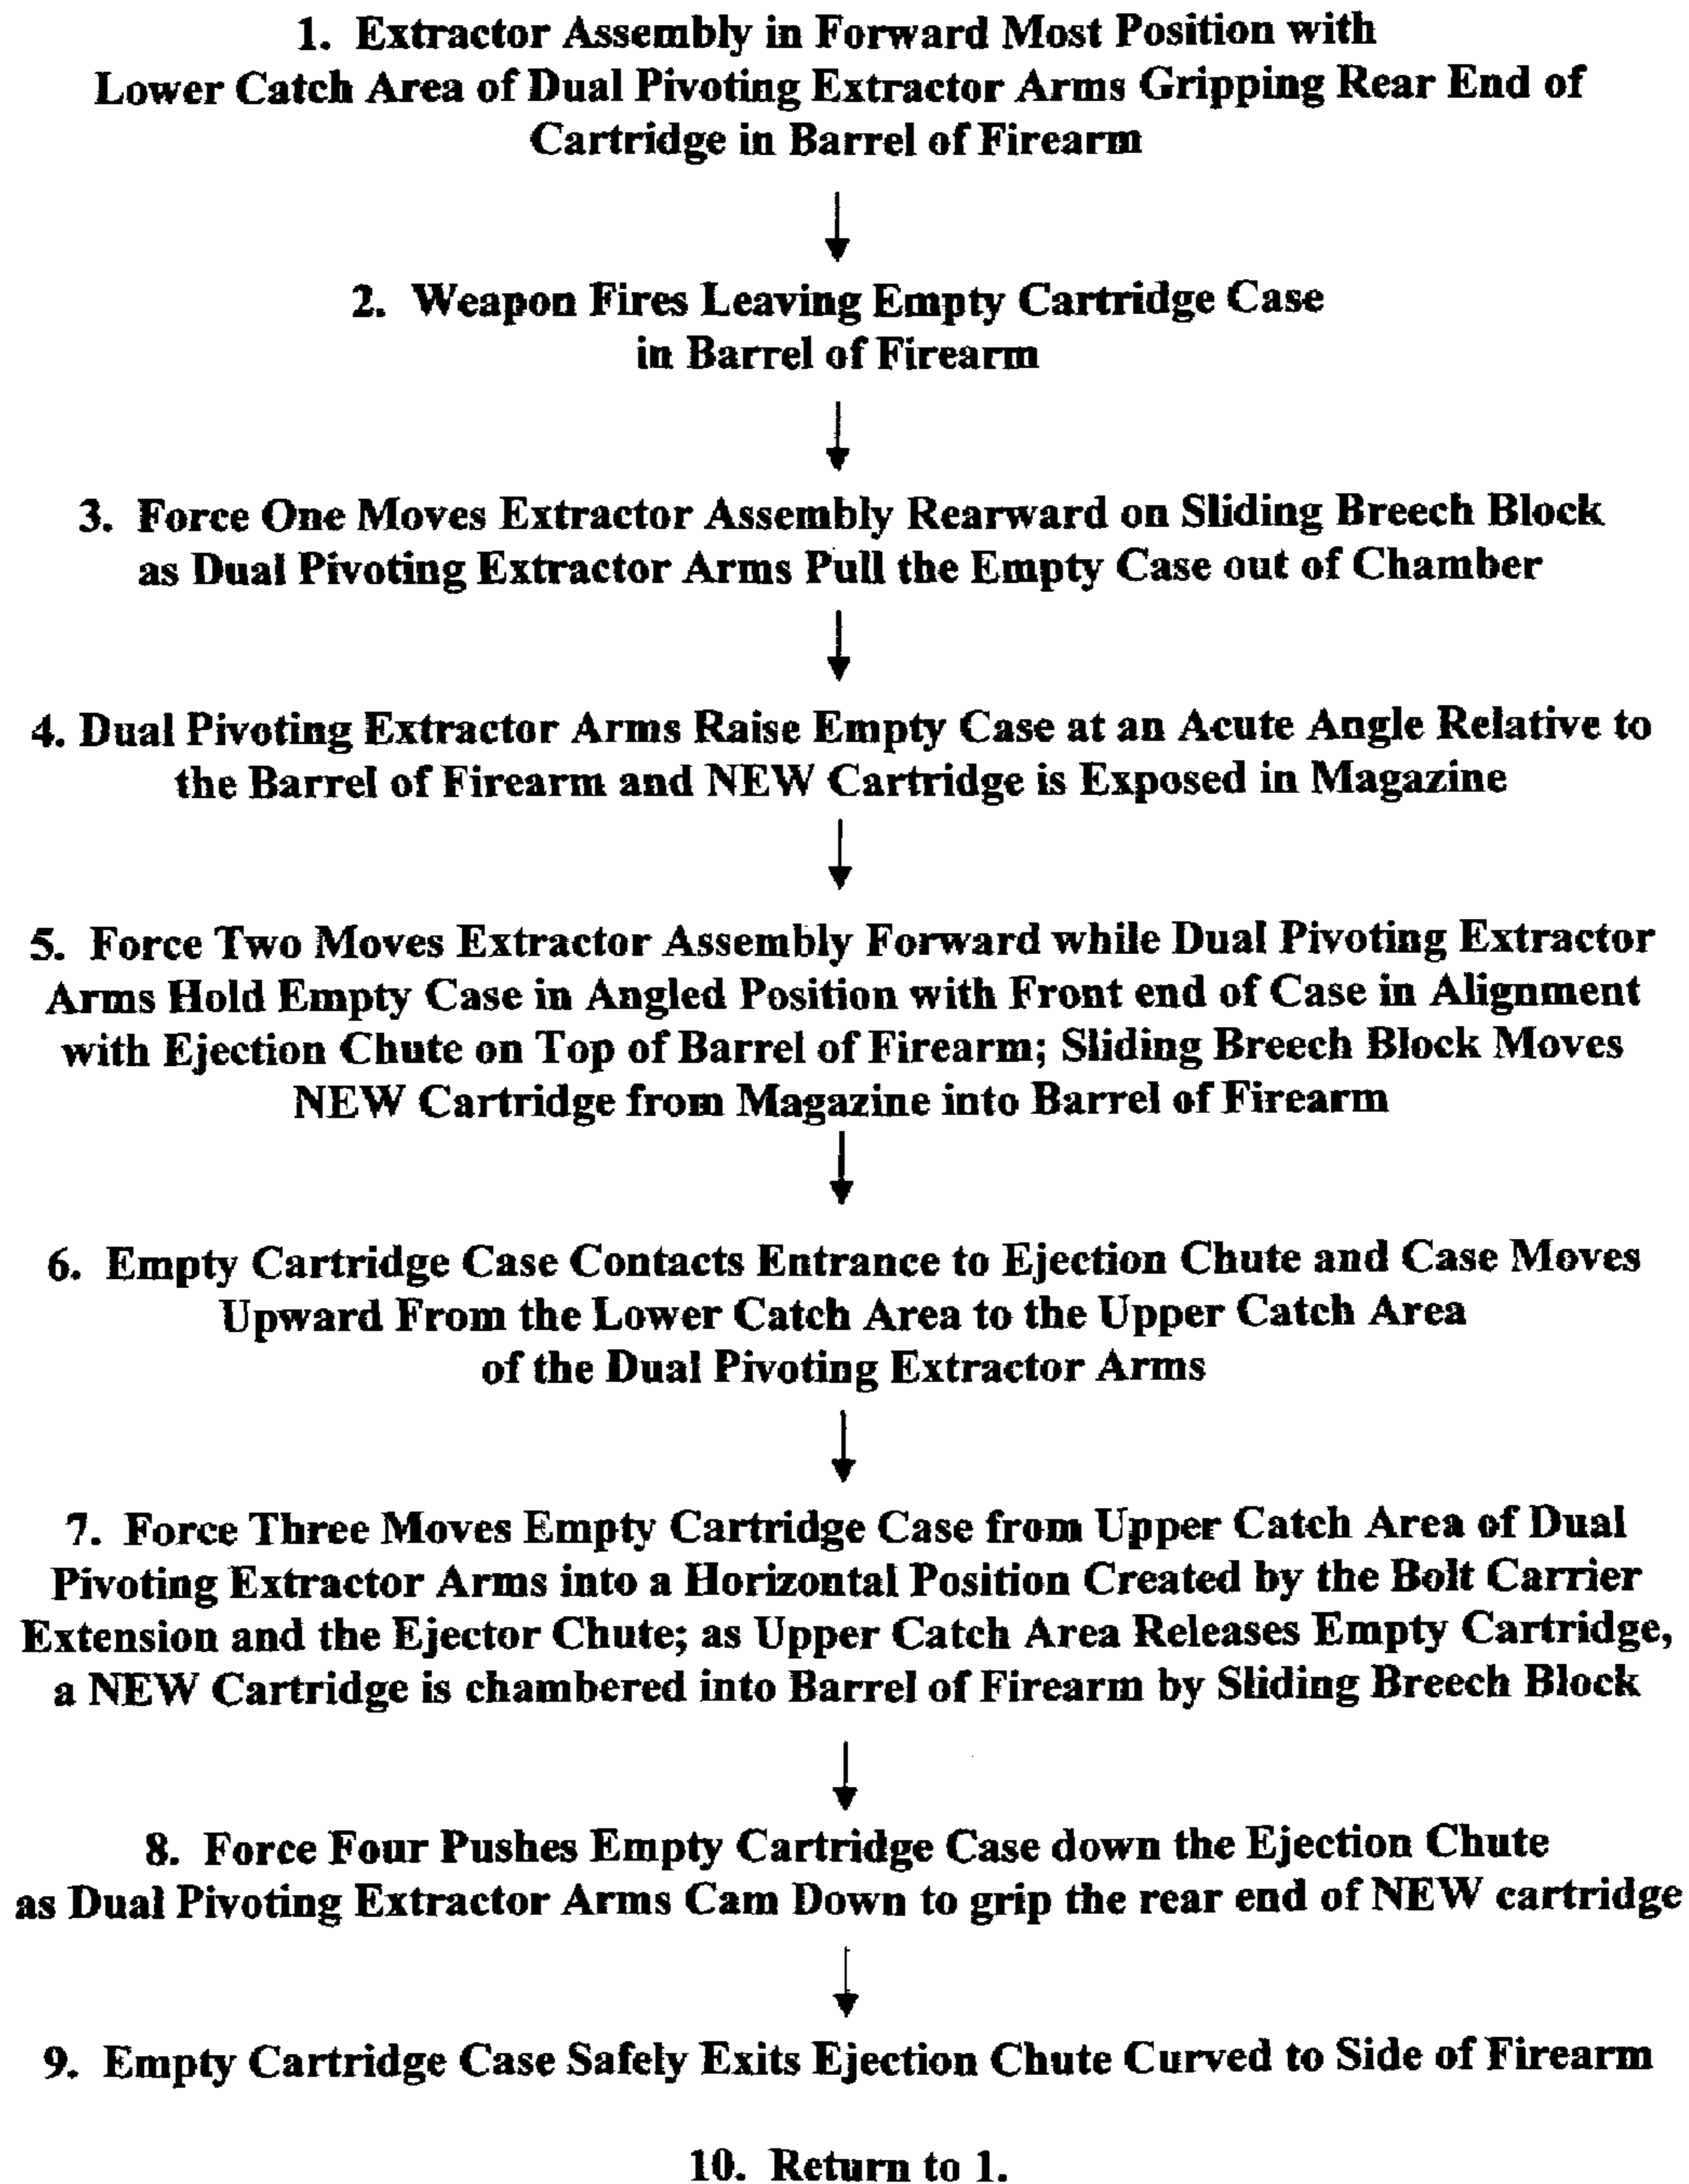 1. Extractor Assembly in Forward Most Position with
Lower Catch Area of Dual Pivoting Extractor Arms Gripping Rear End of
Cartridge in Barrel of Firearm
2. Weapon Fires Leaving Empty Cartridge Case
in Barrel of Firearm
3. Force One Moves Extractor Assembly Rearward on Sliding Breech Block
as Dual Pivoting Extractor Arms Pull the Empty Case out of Chamber
4. Dual Pivoting Extractor Arms Raise Empty Case at an Acute Angle Relative to
the Barrel of Firearm and NEW Cartridge is Exposed in Magazine
5. Force Two Moves Extractor Assembly Forward while Dual Pivoting Extractor
Arms Hold Empty Case in Angled Position with Front end of Case in Alignment
with Ejection Chute on Top of Barrel of Firearm; Sliding Breech Block Moves
NEW Cartridge from Magazine into Barrel of Firearm
6. Empty Cartridge Case Contacts Entrance to Ejection Chute and Case Moves
Upward From the Lower Catch Area to the Upper Catch Area
of the Dual Pivoting Extractor Arms
7. Force Three Moves Empty Cartridge Case from Upper Catch Area of Dual
Pivoting Extractor Arms into a Horizontal Position Created by the Bolt Carrier
Extension and the Ejector Chute; as Upper Catch Area Releases Empty Cartridge,
a NEW Cartridge is chambered into Barrel of Firearm by Sliding Breech Block
8. Force Four Pushes Empty Cartridge Case down the Ejection Chute
as Dual Pivoting Extractor Arms Cam Down to grip the rear end of NEW cartridge
9. Empty Cartridge Case Safely Exits Ejection Chute Curved to Side of Firearm
10. Return to 1.